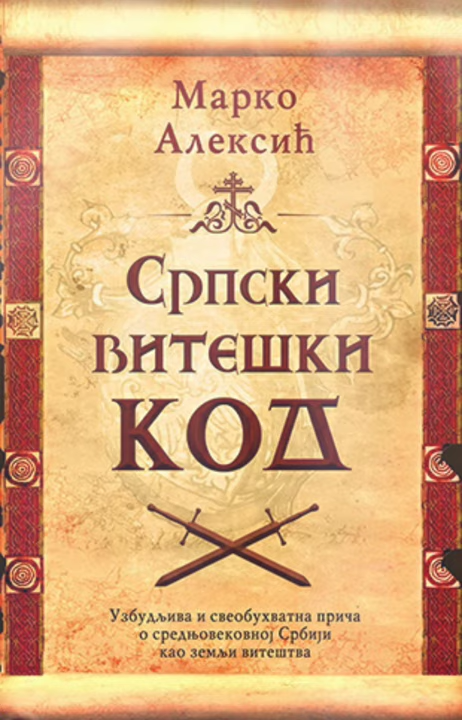 Марко
Алексић
Српски
витешки
код
Узбудљива и свеобухватна прича
о средњовековној Србији
као земљи витештва